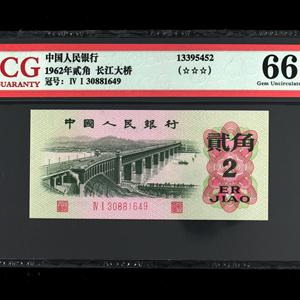 CG
GUARANTY
中国人民银行
1962年贰角 长江大桥
冠号: Ⅳ Ⅰ 30881649
13395452
(☆☆☆)
66
Gem Uncirculated
中國人民銀行
貳角
2
ER
JIAO
Ⅳ Ⅰ 30881649